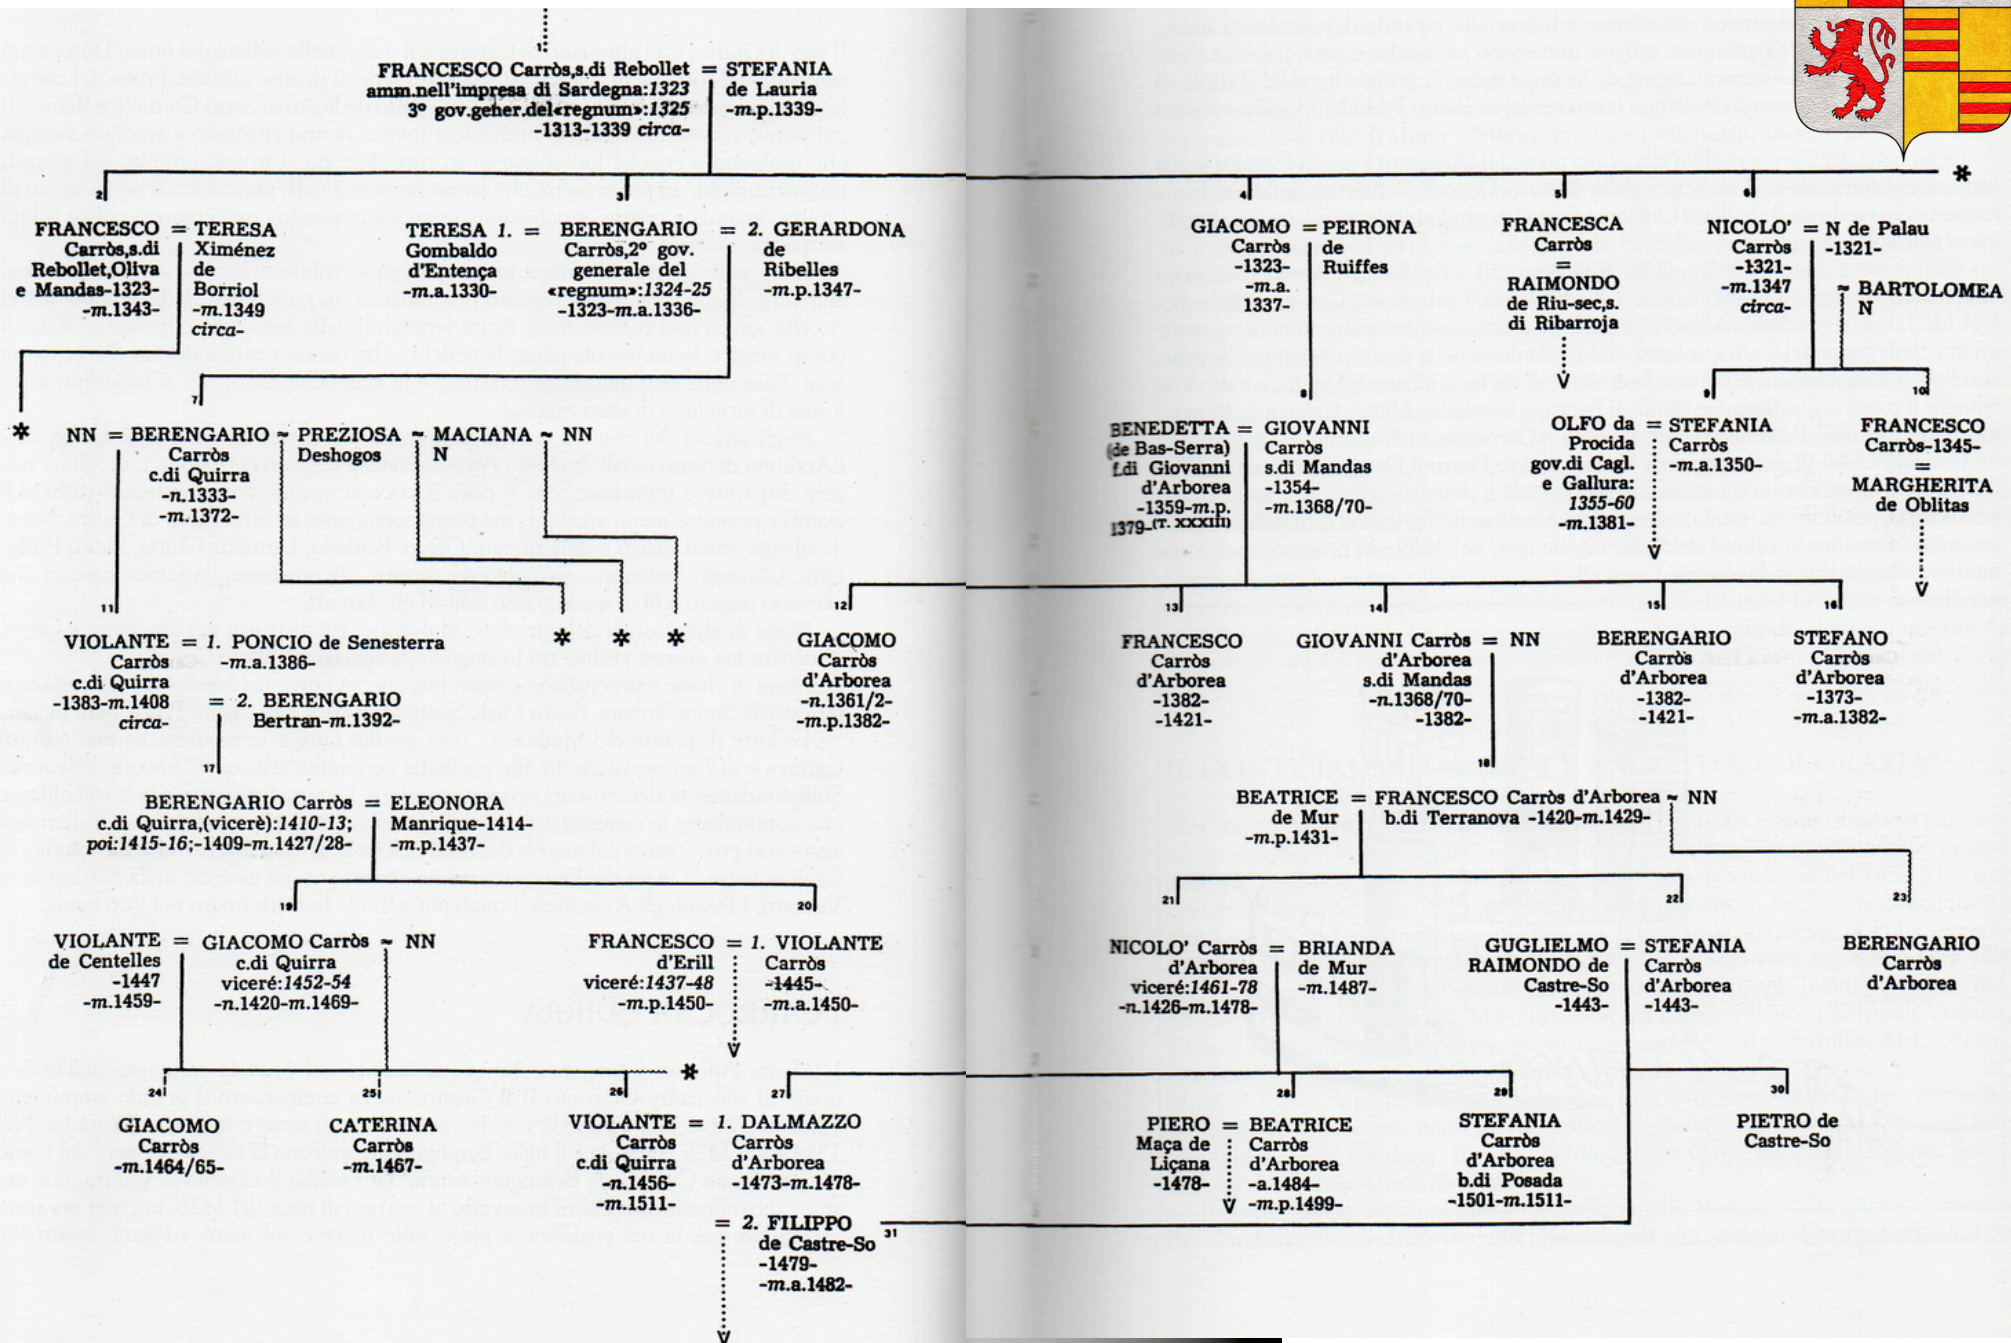 1
FRANCESCO Carròs,s.di Rebollet = STEFANIA
amm.nell'impresa di Sardegna:1323 de Lauria
3º gov.geher.del«regnum»:1325 -m.p.1339-
-1313-1339 circa-
2
3
4
5
6
*
FRANCESCO = TERESA
Carròs,s.di Ximénez
Rebollet,Oliva de
e Mandas-1323- Borriol
-m.1343- -m.1349
circa-
TERESA 1. = BERENGARIO = 2. GERARDONA
Gombaldo Carròs,2º gov. de
d'Entença generale del Ribelles
-m.a.1330- «regnum»:1324-25 -m.p.1347-
-1323-m.a.1336-
GIACOMO = PEIRONA
Carròs de
-1323- Ruiffes
-m.a.
1337-
FRANCESCA
Carròs
=
RAIMONDO
de Riu-sec,s.
di Ribarroja
NICOLO' = N de Palau
Carròs -1321-
-1321-
-m.1347 ~ BARTOLOMEA
circa- N
7
8
9
10
*
NN = BERENGARIO ~ PREZIOSA ~ MACIANA ~ NN
Carròs Deshogos N
c.di Quirra
-n.1333-
-m.1372-
BENEDETTA = GIOVANNI
(de Bas-Serra) Carròs
f.di Giovanni s.di Mandas
d'Arborea -1354-
-1359-m.p. -m.1368/70-
1379-(T. XXXIII)
OLFO da = STEFANIA
Procida Carròs
gov.di Cagl. -m.a.1350-
e Gallura:
1355-60
-m.1381-
FRANCESCO
Carròs-1345-
=
MARGHERITA
de Oblitas
11
* * *
12
13
14
15
16
VIOLANTE = 1. PONCIO de Senesterra
Carròs -m.a.1386-
c.di Quirra
-1383-m.1408 = 2. BERENGARIO
circa- Bertran-m.1392-
GIACOMO
Carròs
d'Arborea
-n.1361/2-
-m.p.1382-
FRANCESCO
Carròs
d'Arborea
-1382-
-1421-
GIOVANNI Carròs = NN
d'Arborea
s.di Mandas
-n.1368/70-
-1382-
BERENGARIO
Carròs
d'Arborea
-1382-
-1421-
STEFANO
Carròs
d'Arborea
-1373-
-m.a.1382-
17
18
BERENGARIO Carròs = ELEONORA
c.di Quirra,(vicerè):1410-13; Manrique-1414-
poi:1415-16;-1409-m.1427/28- -m.p.1437-
BEATRICE = FRANCESCO Carròs d'Arborea ~ NN
de Mur b.di Terranova -1420-m.1429-
-m.p.1431-
19
20
21
22
23
VIOLANTE = GIACOMO Carròs ~ NN
de Centelles c.di Quirra
-1447 viceré:1452-54
-m.1459- -n.1420-m.1469-
FRANCESCO = 1. VIOLANTE
d'Erill Carròs
viceré:1437-48 -1445-
-m.p.1450- -m.a.1450-
NICOLO' Carròs = BRIANDA
d'Arborea de Mur
viceré:1461-78 -m.1487-
-n.1426-m.1478-
GUGLIELMO = STEFANIA
RAIMONDO de Carròs
Castre-So d'Arborea
-1443- -1443-
BERENGARIO
Carròs
d'Arborea
24
25
26
*
27
28
29
30
GIACOMO
Carròs
-m.1464/65-
CATERINA
Carròs
-m.1467-
VIOLANTE = 1. DALMAZZO
Carròs Carròs
c.di Quirra d'Arborea
-n.1456- -1473-m.1478-
-m.1511-
= 2. FILIPPO 31
de Castre-So
-1479-
-m.a.1482-
PIERO = BEATRICE
Maça de Carròs
Liçana d'Arborea
-1478- -a.1484-
-m.p.1499-
STEFANIA
Carròs
d'Arborea
b.di Posada
-1501-m.1511-
PIETRO de
Castre-So